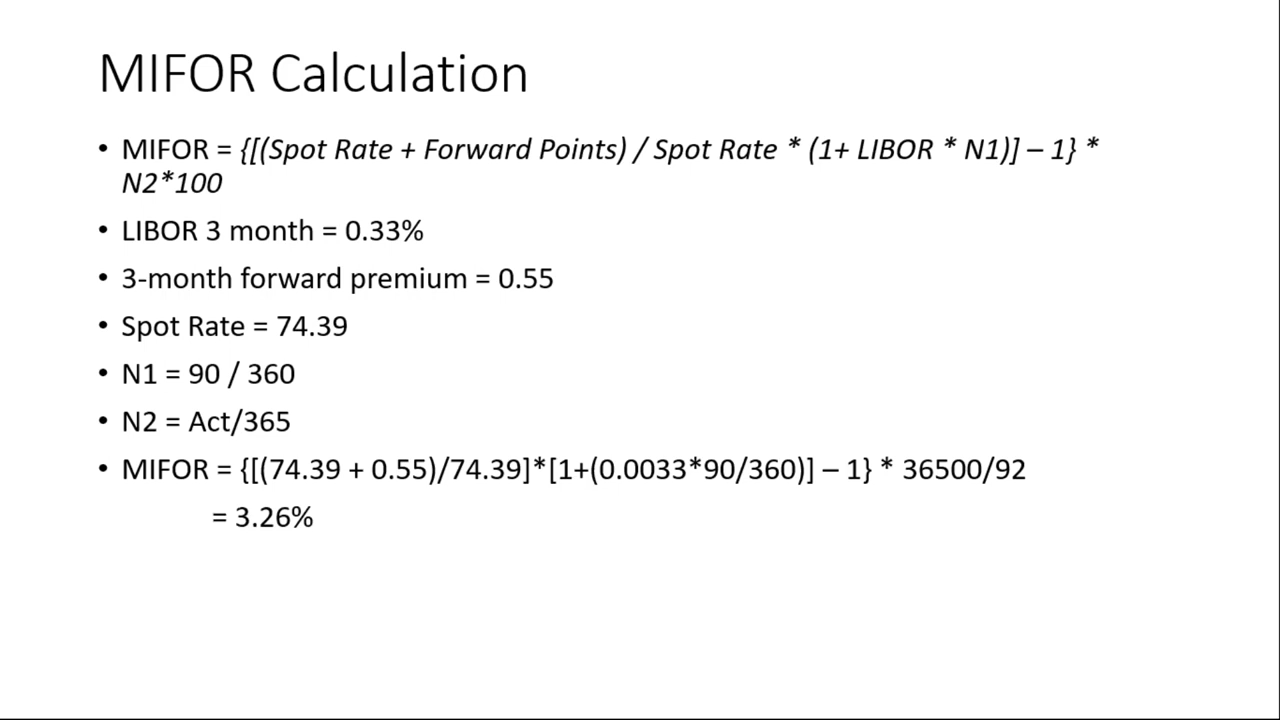 MIFOR Calculation
• MIFOR = {[(Spot Rate + Forward Points) / Spot Rate * (1+ LIBOR * N1)] – 1} *
N2*100
• LIBOR 3 month = 0.33%
• 3-month forward premium = 0.55
• Spot Rate = 74.39
• N1 = 90 / 360
• N2 = Act/365
• MIFOR = {[(74.39 + 0.55)/74.39]*[1+(0.0033*90/360)] – 1} * 36500/92
= 3.26%